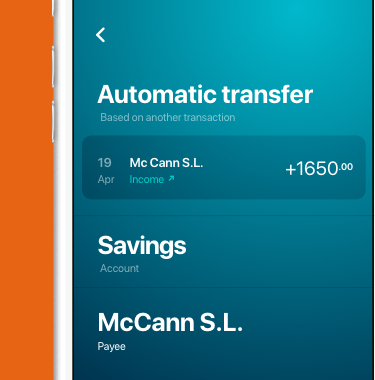 Automatic transfer
Based on another transaction
19 Mc Cann S.L. +1650.00
Apr Income ↗
Savings
Account
McCann S.L.
Payee